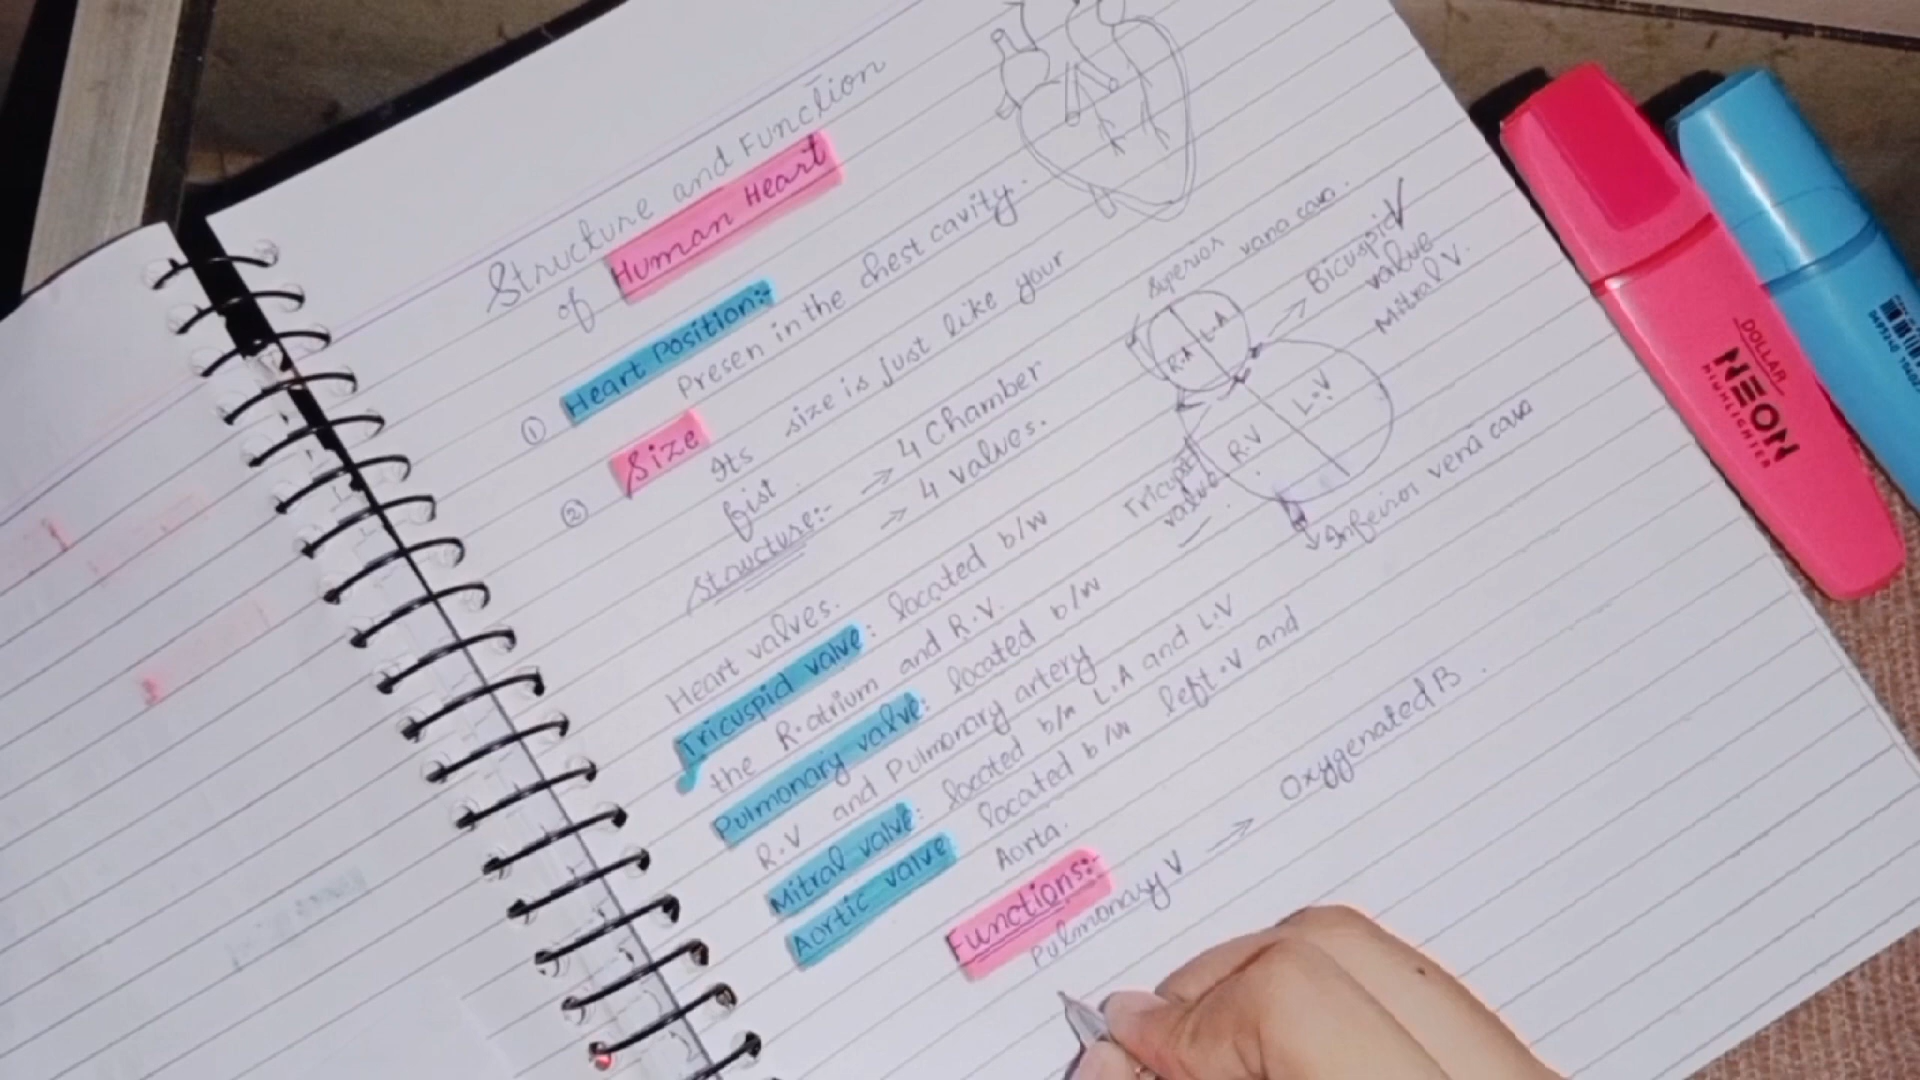 Structure and Function
of Human Heart
① Heart Position:-
Presen in the chest cavity.
② Size
Its size is just like your
fist.
Structure:- → 4 Chamber
→ 4 valves.
Heart valves.
Tricuspid valve: located b/w
the R.atrium and R.V.
Pulmonary valve: located b/w
R.V and Pulmonary artery
Mitral valve: located b/n L.A and L.V
Aortic valve located b/w left.V and
Aorta.
Functions:-
Pulmonary V → Oxygenated B.
Superior vana cava.
Bicuspid
valve
Mitral V.
R.A
L.A
R.V
L.V
Tricuspid
valve
Infeiror vena cava
DOLLAR
NEON
HIGHLIGHTER